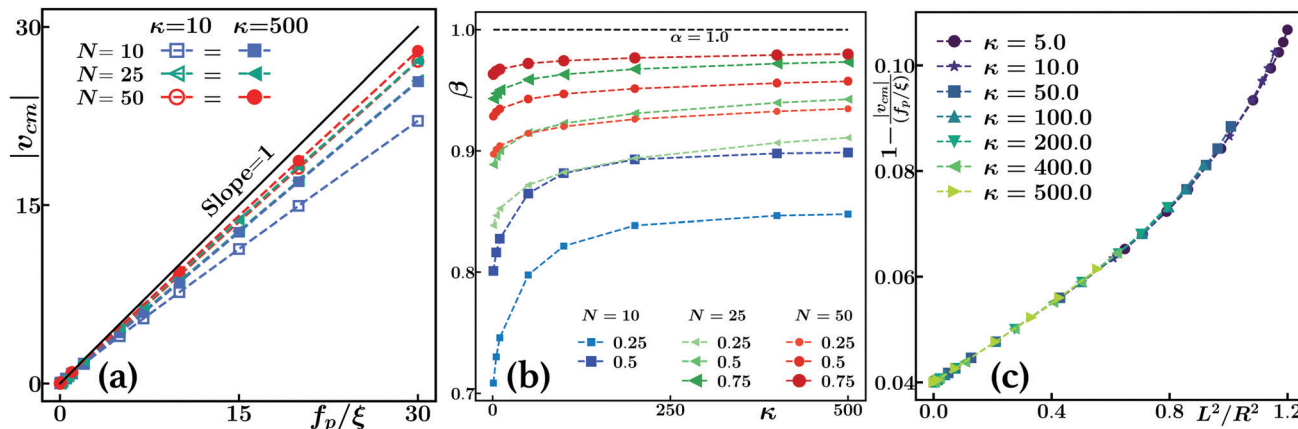 30
κ=10 κ=500
N= 10 =
N= 25 =
N= 50 =
|v_cm|
15
Slope=1
0
(a)
0 15 f_p/ξ 30
1.0
α = 1.0
β
0.9
0.8
N = 10 N = 25 N = 50
0.25 0.25 0.25
0.5 0.5 0.5
0.75 0.75
0.7
(b)
0 250 κ 500
0.10
1 − |v_cm|/(f_p/ξ)
0.08
0.06
0.04
κ = 5.0
κ = 10.0
κ = 50.0
κ = 100.0
κ = 200.0
κ = 400.0
κ = 500.0
(c)
0.0 0.4 0.8 L²/R² 1.2